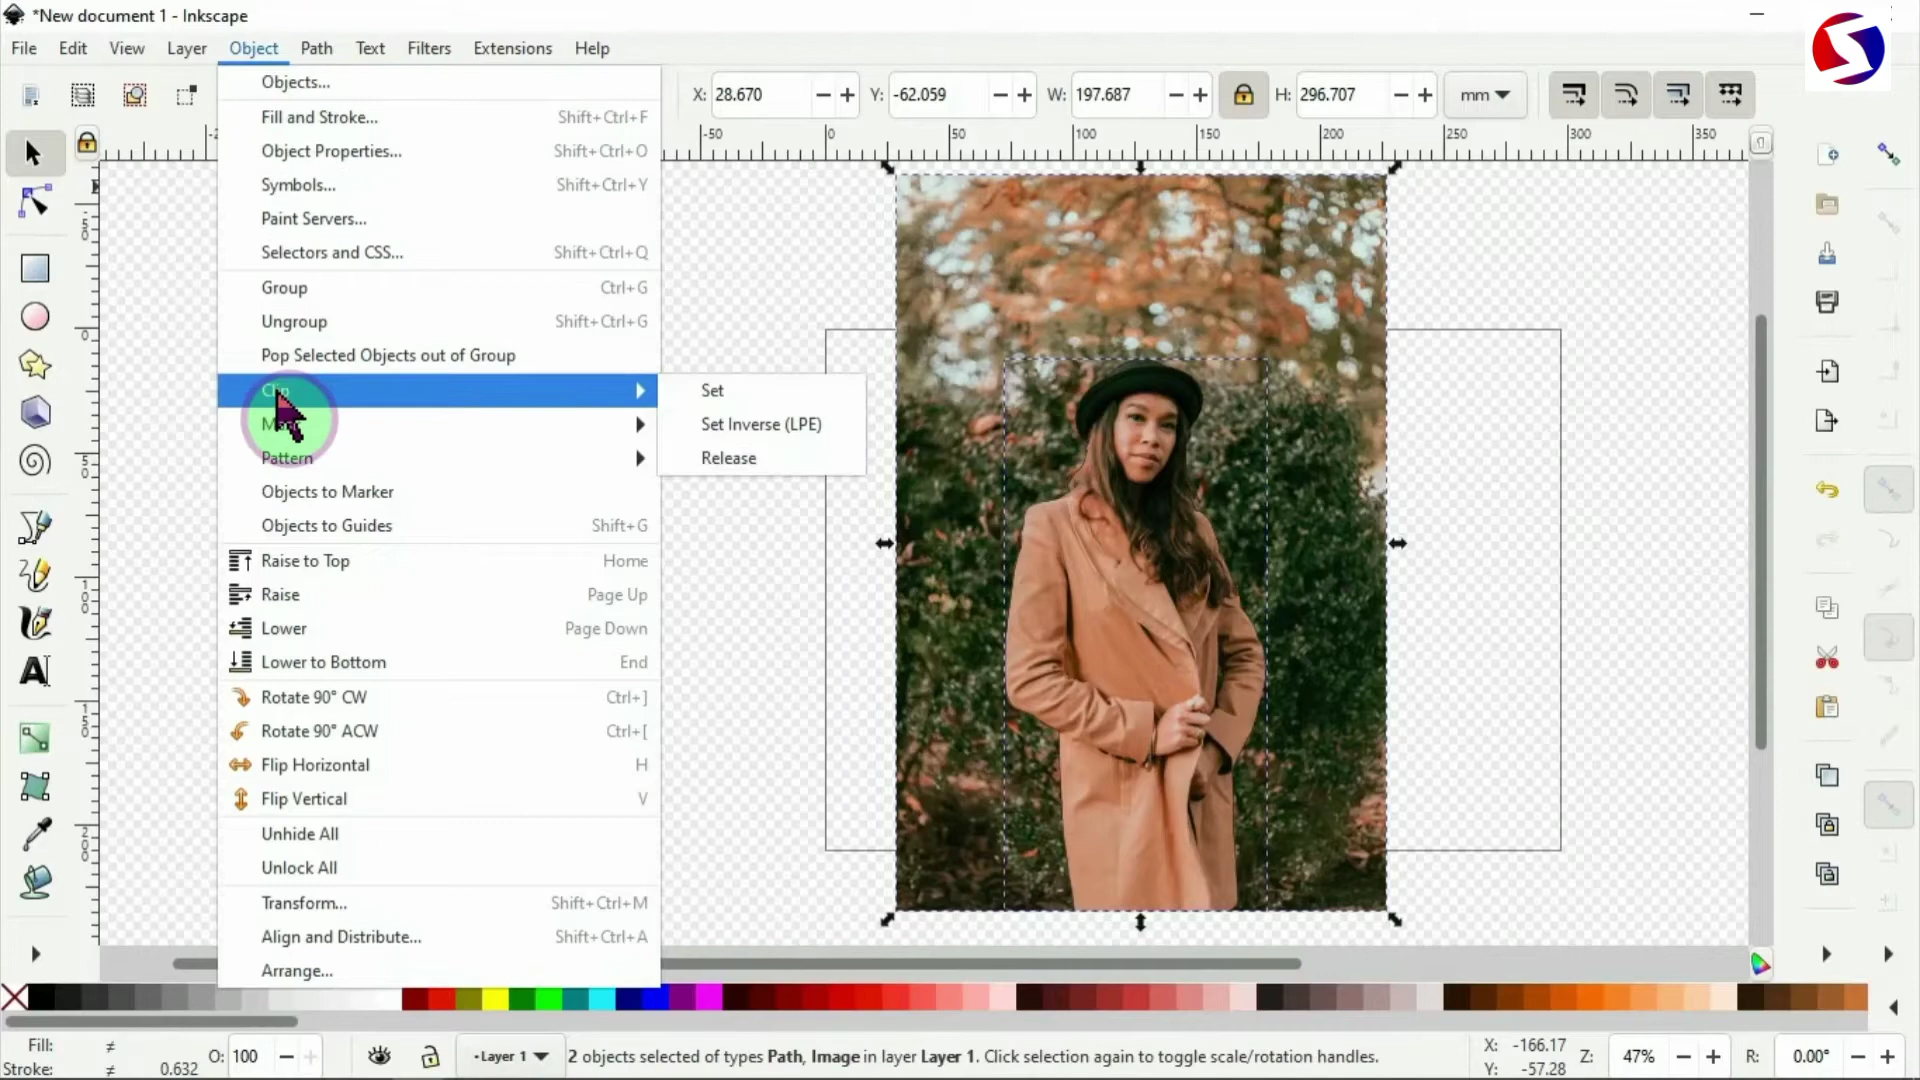 *New document 1 - Inkscape
File Edit View Layer Object Path Text Filters Extensions Help
X: 28.670 Y: -62.059 W: 197.687 H: 296.707 mm
-50 0 50 100 150 200 250 300 350
Objects...
Fill and Stroke... Shift+Ctrl+F
Object Properties... Shift+Ctrl+O
Symbols... Shift+Ctrl+Y
Paint Servers...
Selectors and CSS... Shift+Ctrl+Q
Group Ctrl+G
Ungroup Shift+Ctrl+G
Pop Selected Objects out of Group
Clip
Set
Set Inverse (LPE)
Release
Pattern
Objects to Marker
Objects to Guides Shift+G
Raise to Top Home
Raise Page Up
Lower Page Down
Lower to Bottom End
Rotate 90° CW Ctrl+]
Rotate 90° ACW Ctrl+[
Flip Horizontal H
Flip Vertical V
Unhide All
Unlock All
Transform... Shift+Ctrl+M
Align and Distribute... Shift+Ctrl+A
Arrange...
Fill: ≠
Stroke: ≠ 0.632
O: 100
Layer 1
2 objects selected of types Path, Image in layer Layer 1. Click selection again to toggle scale/rotation handles.
X: -166.17
Y: -57.28
Z: 47%
R: 0.00°